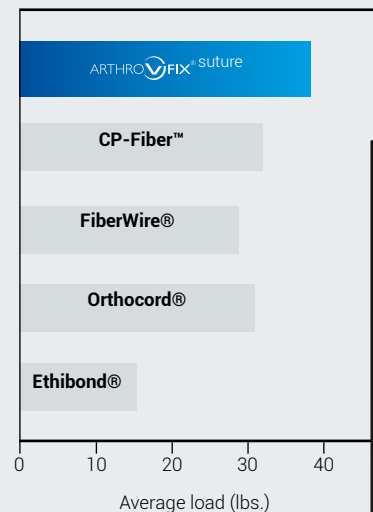 ARTHROVFIX® suture
CP-Fiber™
FiberWire®
Orthocord®
Ethibond®
0 10 20 30 40
Average load (lbs.)